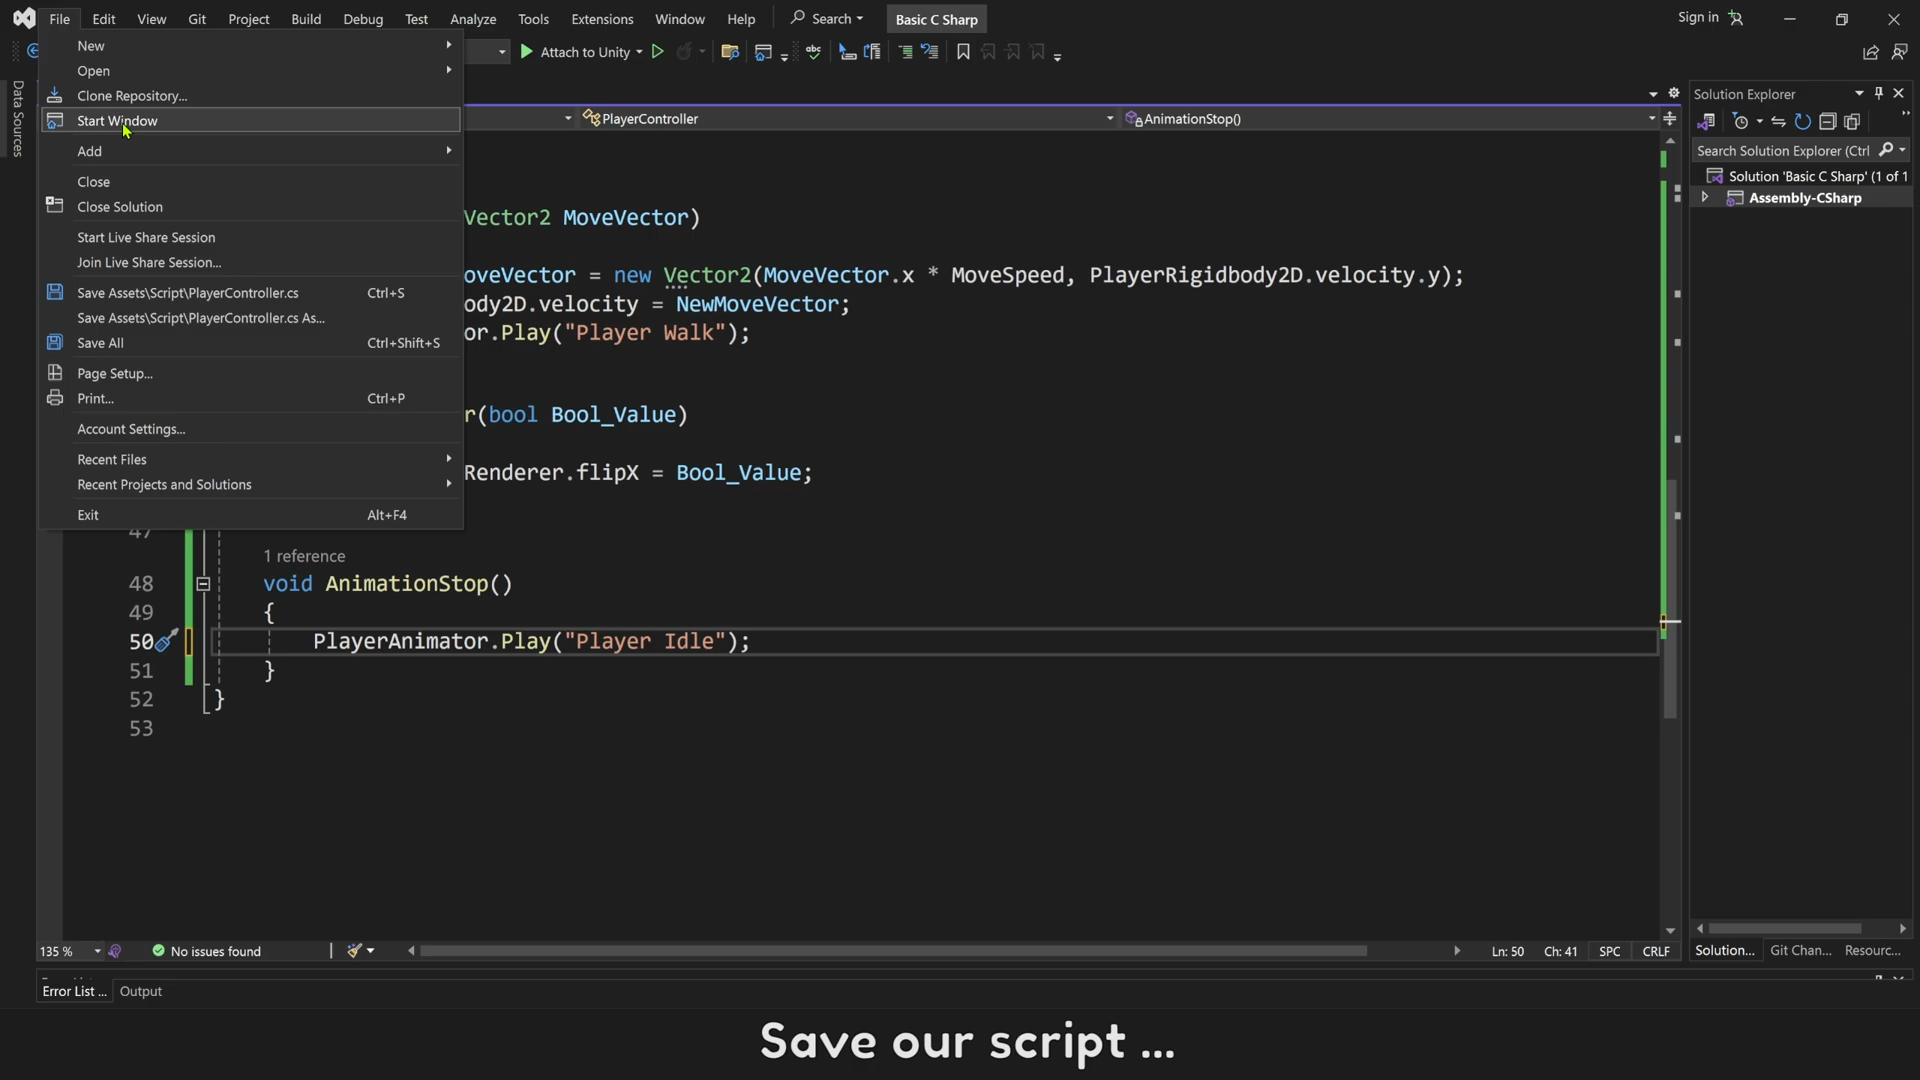 File Edit View Git Project Build Debug Test Analyze Tools Extensions Window Help Search Basic C Sharp Sign in
Attach to Unity
New
Open
Clone Repository...
Start Window
Add
Close
Close Solution
Start Live Share Session
Join Live Share Session...
Save Assets\Script\PlayerController.cs Ctrl+S
Save Assets\Script\PlayerController.cs As...
Save All Ctrl+Shift+S
Page Setup...
Print... Ctrl+P
Account Settings...
Recent Files
Recent Projects and Solutions
Exit Alt+F4
Data Sources
PlayerController AnimationStop()
Vector2 MoveVector)
oveVector = new Vector2(MoveVector.x * MoveSpeed, PlayerRigidbody2D.velocity.y);
ody2D.velocity = NewMoveVector;
or.Play("Player Walk");
r(bool Bool_Value)
Renderer.flipX = Bool_Value;
47
1 reference
48 void AnimationStop()
49 {
50 PlayerAnimator.Play("Player Idle");
51 }
52 }
53
Solution Explorer
Search Solution Explorer (Ctrl
Solution 'Basic C Sharp' (1 of 1
Assembly-CSharp
135 % No issues found Ln: 50 Ch: 41 SPC CRLF
Solution... Git Chan... Resourc...
Error List ... Output
Save our script ...